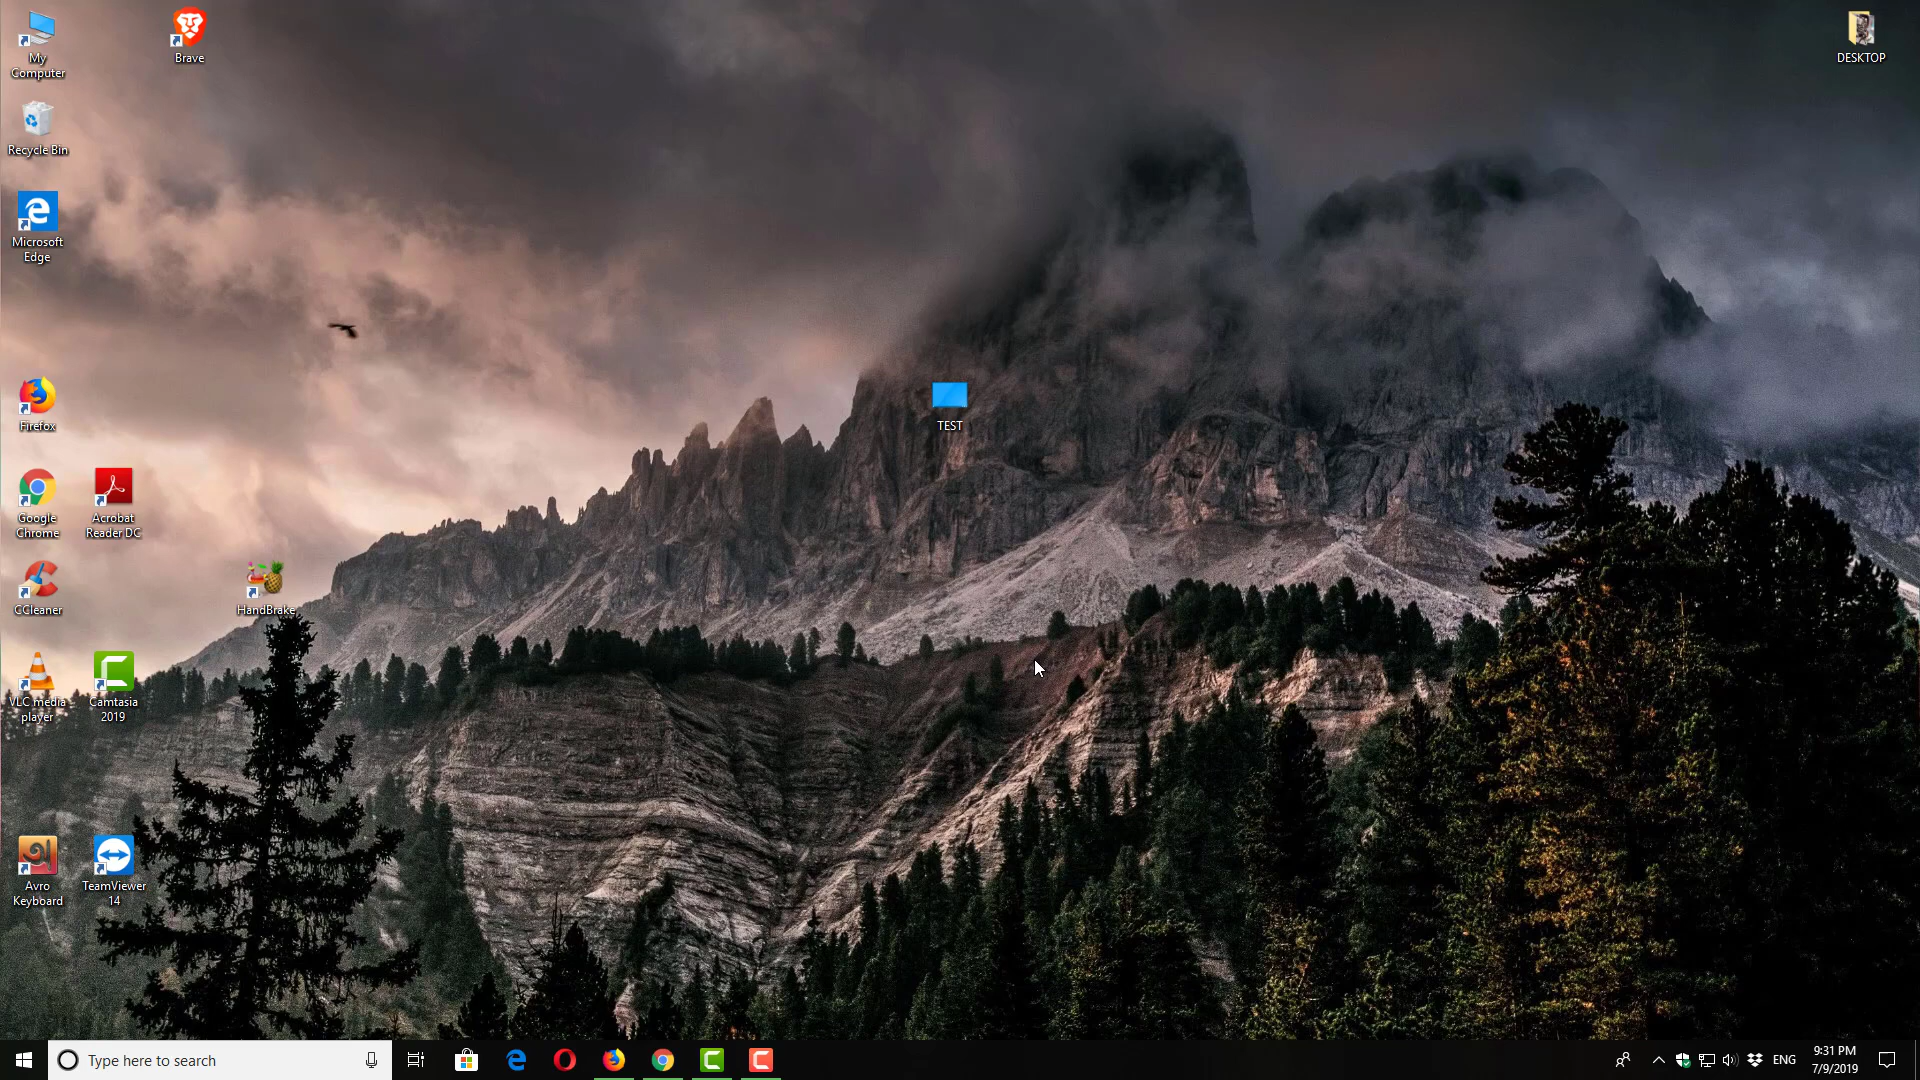 My
Computer
Brave
DESKTOP
Recycle Bin
Microsoft
Edge
Firefox
TEST
Google
Chrome
Acrobat
Reader DC
CCleaner
HandBrake
VLC media
player
Camtasia
2019
Avro
Keyboard
TeamViewer
14
Type here to search
ENG
9:31 PM
7/9/2019